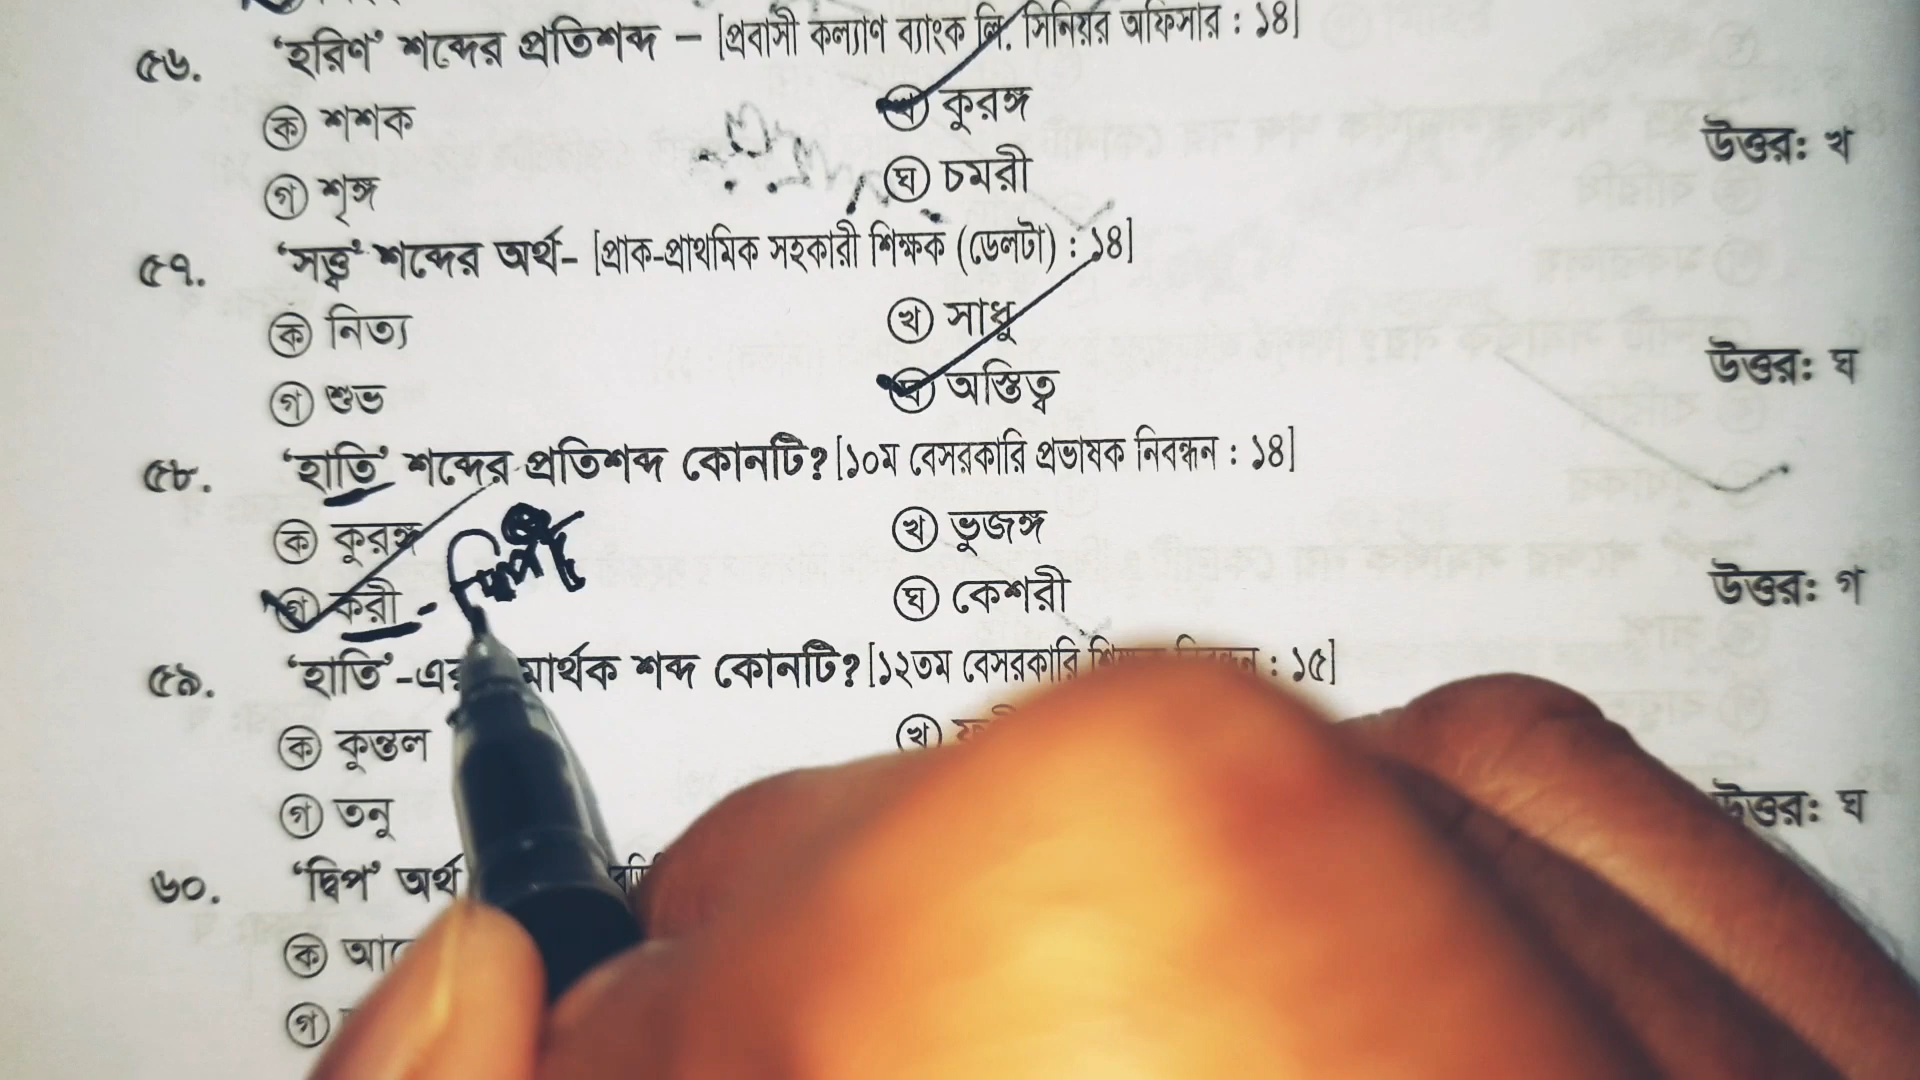 ৫৬. ‘হরিণ’ শব্দের প্রতিশব্দ – [প্রবাসী কল্যাণ ব্যাংক লি. সিনিয়র অফিসার : ১৪]
ক শশক খ কুরঙ্গ
গ শৃঙ্গ ঘ চমরী
উত্তর: খ
৫৭. ‘সত্ত্ব’ শব্দের অর্থ- [প্রাক-প্রাথমিক সহকারী শিক্ষক (ডেলটা) : ১৪]
ক নিত্য খ সাধু
গ শুভ ঘ অস্তিত্ব
উত্তর: ঘ
৫৮. ‘হাতি’ শব্দের প্রতিশব্দ কোনটি? [১০ম বেসরকারি প্রভাষক নিবন্ধন : ১৪]
ক কুরঙ্গ খ ভুজঙ্গ
গ করী - ঘ কেশরী
উত্তর: গ
৫৯. ‘হাতি’-এর মার্থক শব্দ কোনটি? [১২তম বেসরকারি : ১৫]
ক কুন্তল খ
গ তনু
উত্তর: ঘ
৬০. ‘দ্বিপ’ অর্থ
ক
গ